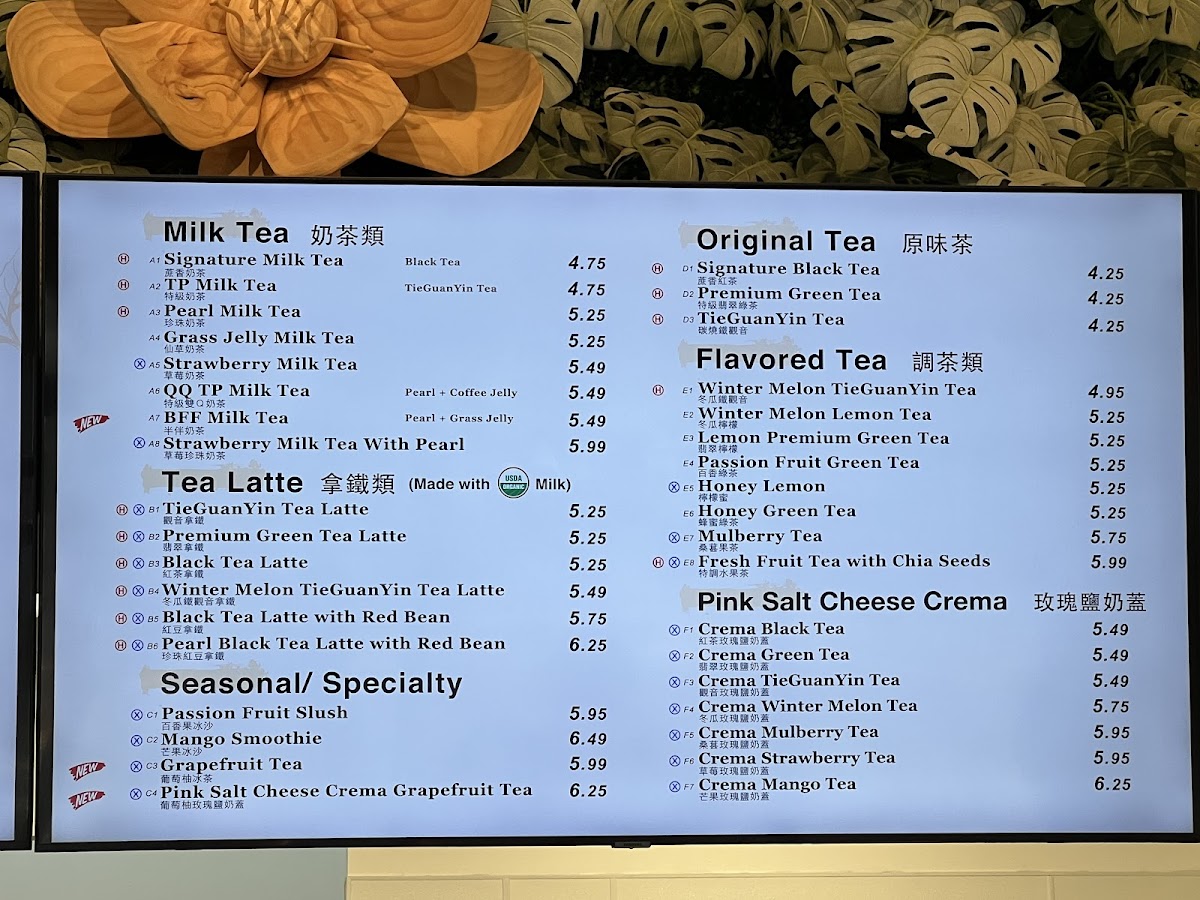 Milk Tea 奶茶類
Ⓗ A1 Signature Milk Tea Black Tea 4.75
蔗香奶茶
Ⓗ A2 TP Milk Tea TieGuanYin Tea 4.75
特級奶茶
Ⓗ A3 Pearl Milk Tea 5.25
珍珠奶茶
A4 Grass Jelly Milk Tea 5.25
仙草奶茶
Ⓧ A5 Strawberry Milk Tea 5.49
草莓奶茶
A6 QQ TP Milk Tea Pearl + Coffee Jelly 5.49
特級雙Q奶茶
NEW A7 BFF Milk Tea Pearl + Grass Jelly 5.49
半伴奶茶
Ⓧ A8 Strawberry Milk Tea With Pearl 5.99
草莓珍珠奶茶
Tea Latte 拿鐵類 (Made with USDA ORGANIC Milk)
Ⓗ Ⓧ B1 TieGuanYin Tea Latte 5.25
觀音拿鐵
Ⓗ Ⓧ B2 Premium Green Tea Latte 5.25
翡翠拿鐵
Ⓗ Ⓧ B3 Black Tea Latte 5.25
紅茶拿鐵
Ⓗ Ⓧ B4 Winter Melon TieGuanYin Tea Latte 5.49
冬瓜鐵觀音拿鐵
Ⓗ Ⓧ B5 Black Tea Latte with Red Bean 5.75
紅豆拿鐵
Ⓗ Ⓧ B6 Pearl Black Tea Latte with Red Bean 6.25
珍珠紅豆拿鐵
Seasonal/ Specialty
Ⓧ C1 Passion Fruit Slush 5.95
百香果冰沙
Ⓧ C2 Mango Smoothie 6.49
芒果冰沙
NEW Ⓧ C3 Grapefruit Tea 5.99
葡萄柚冰茶
NEW Ⓧ C4 Pink Salt Cheese Crema Grapefruit Tea 6.25
葡萄柚玫瑰鹽奶蓋
Original Tea 原味茶
Ⓗ D1 Signature Black Tea 4.25
蔗香紅茶
Ⓗ D2 Premium Green Tea 4.25
特級翡翠綠茶
Ⓗ D3 TieGuanYin Tea 4.25
碳燒鐵觀音
Flavored Tea 調茶類
Ⓗ E1 Winter Melon TieGuanYin Tea 4.95
冬瓜鐵觀音
E2 Winter Melon Lemon Tea 5.25
冬瓜檸檬
E3 Lemon Premium Green Tea 5.25
翡翠檸檬
E4 Passion Fruit Green Tea 5.25
百香綠茶
Ⓧ E5 Honey Lemon 5.25
檸檬蜜
E6 Honey Green Tea 5.25
蜂蜜綠茶
Ⓧ E7 Mulberry Tea 5.75
桑葚果茶
Ⓗ Ⓧ E8 Fresh Fruit Tea with Chia Seeds 5.99
特調水果茶
Pink Salt Cheese Crema 玫瑰鹽奶蓋
Ⓧ F1 Crema Black Tea 5.49
紅茶玫瑰鹽奶蓋
Ⓧ F2 Crema Green Tea 5.49
翡翠玫瑰鹽奶蓋
Ⓧ F3 Crema TieGuanYin Tea 5.49
觀音玫瑰鹽奶蓋
Ⓧ F4 Crema Winter Melon Tea 5.75
冬瓜玫瑰鹽奶蓋
Ⓧ F5 Crema Mulberry Tea 5.95
桑葚玫瑰鹽奶蓋
Ⓧ F6 Crema Strawberry Tea 5.95
草莓玫瑰鹽奶蓋
Ⓧ F7 Crema Mango Tea 6.25
芒果玫瑰鹽奶蓋